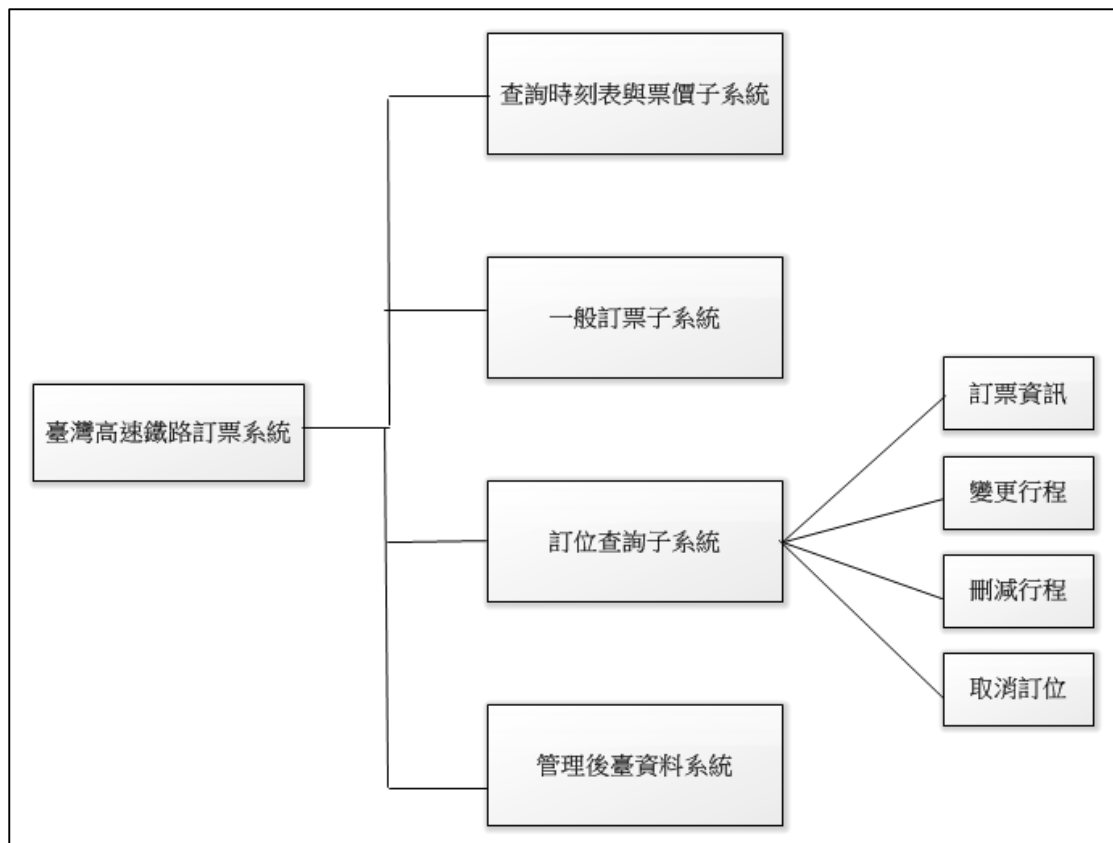 臺灣高速鐵路訂票系統
查詢時刻表與票價子系統
一般訂票子系統
訂位查詢子系統
訂票資訊
變更行程
刪減行程
取消訂位
管理後臺資料系統